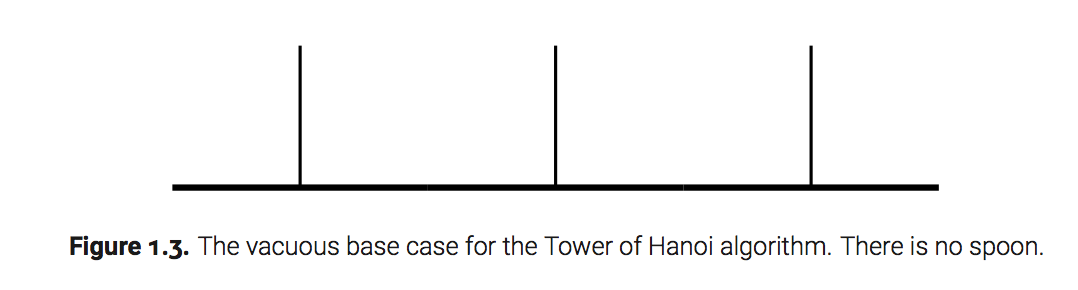 Figure 1.3. The vacuous base case for the Tower of Hanoi algorithm. There is no spoon.